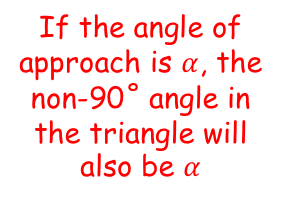 If the angle of
approach is 𝛼, the
non-90˚ angle in
the triangle will
also be 𝛼